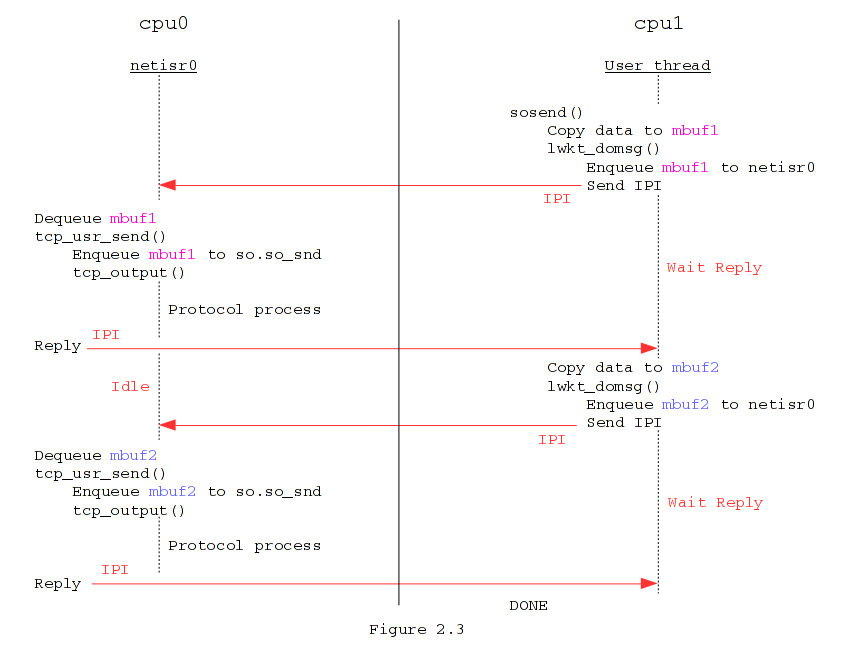 cpu0
cpu1
netisr0
User thread
sosend()
Copy data to mbuf1
lwkt_domsg()
Enqueue mbuf1 to netisr0
Send IPI
IPI
Dequeue mbuf1
tcp_usr_send()
Enqueue mbuf1 to so.so_snd
tcp_output()
Wait Reply
Protocol process
IPI
Reply
Copy data to mbuf2
lwkt_domsg()
Idle
Enqueue mbuf2 to netisr0
Send IPI
IPI
Dequeue mbuf2
tcp_usr_send()
Enqueue mbuf2 to so.so_snd
tcp_output()
Wait Reply
Protocol process
IPI
Reply
DONE
Figure 2.3